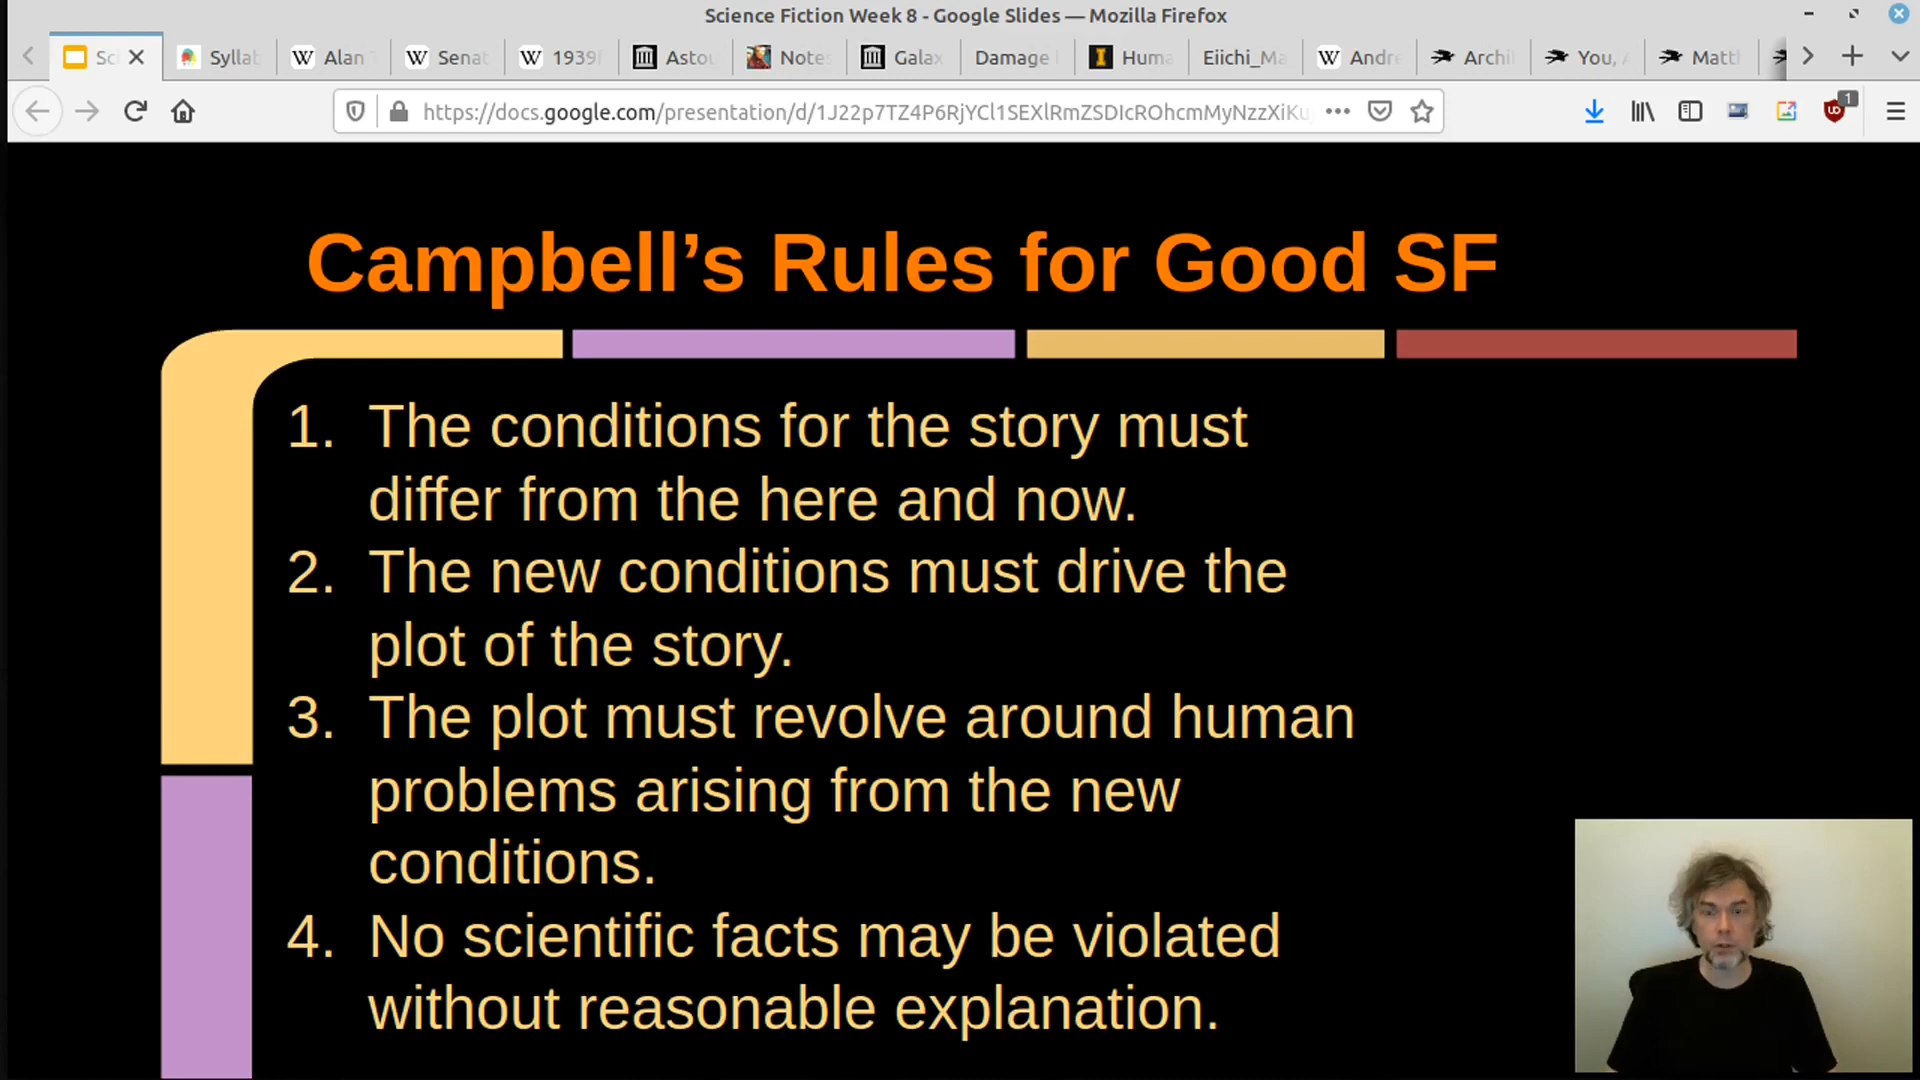 Science Fiction Week 8 - Google Slides — Mozilla Firefox
Sci
Syllab
Alan
Senat
1939
Astou
Notes
Galax
Damage
Huma
Eiichi_Ma
Andre
Archi
You,
Matth
https://docs.google.com/presentation/d/1J22p7TZ4P6RjYCl1SEXlRmZSDIcROhcmMyNzzXiKu
1
Campbell’s Rules for Good SF
1. The conditions for the story must
differ from the here and now.
2. The new conditions must drive the
plot of the story.
3. The plot must revolve around human
problems arising from the new
conditions.
4. No scientific facts may be violated
without reasonable explanation.